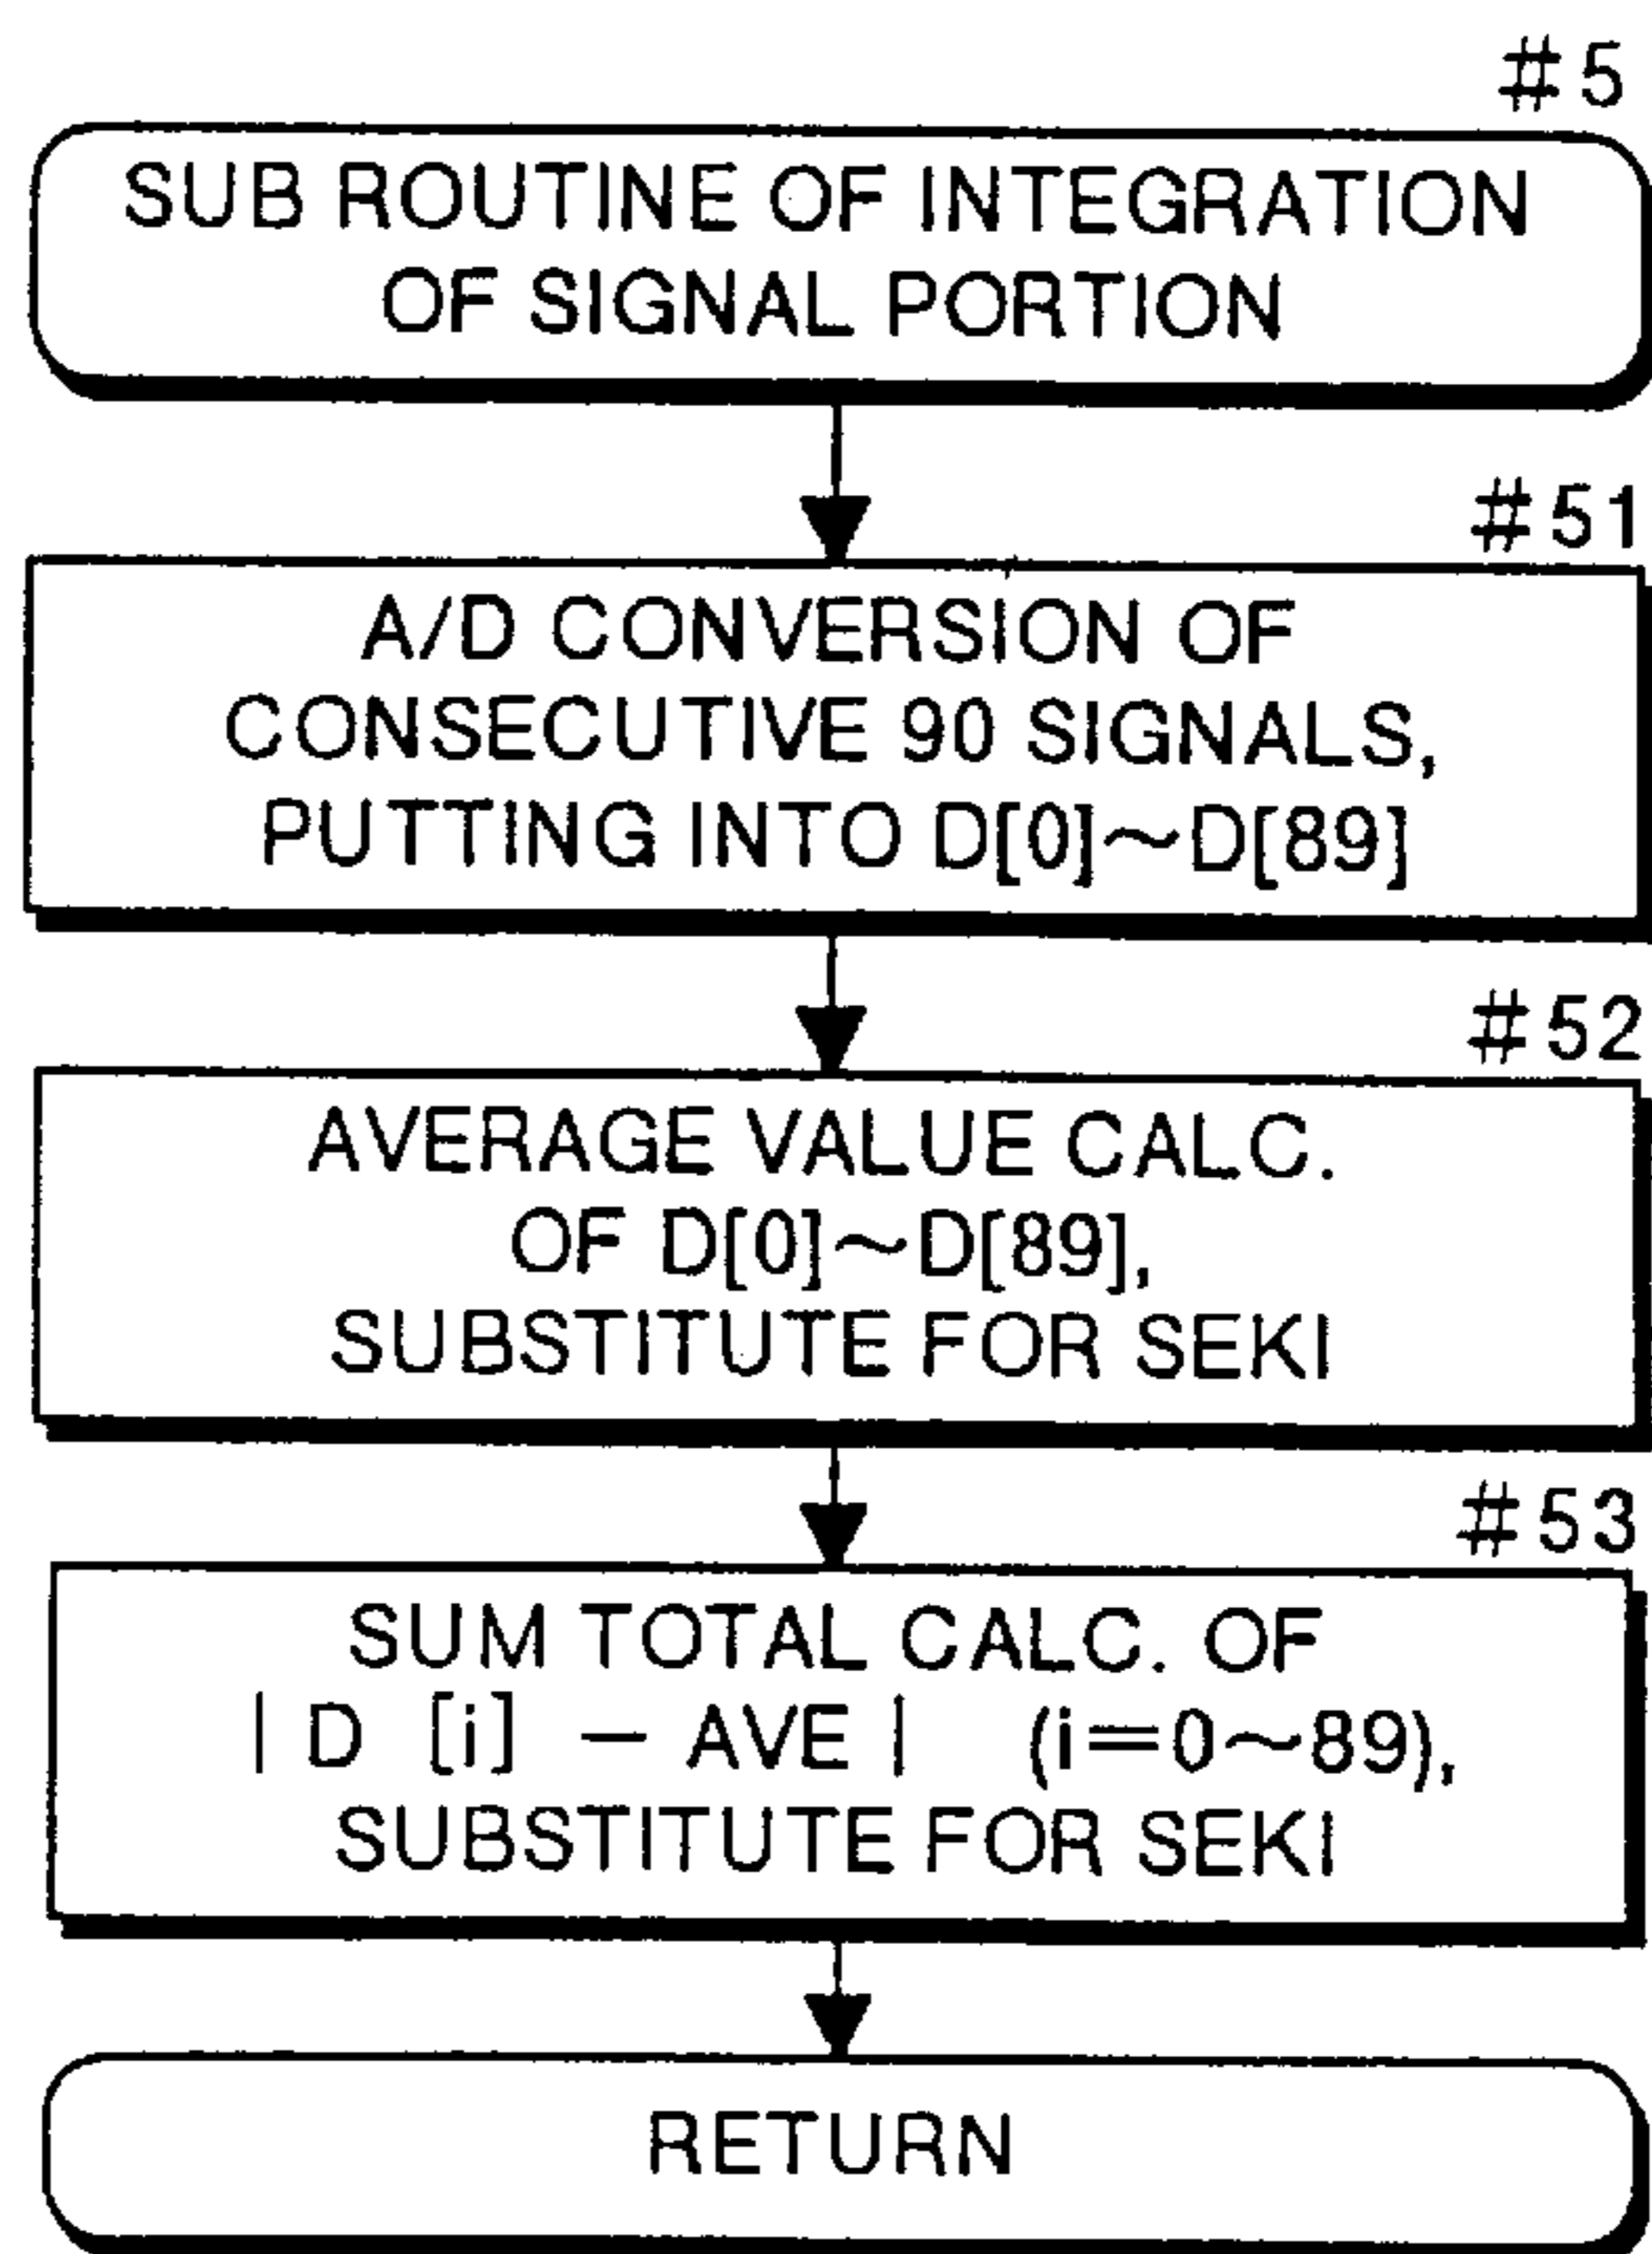 #5
SUB ROUTINE OF INTEGRATION
OF SIGNAL PORTION
#51
A/D CONVERSION OF
CONSECUTIVE 90 SIGNALS,
PUTTING INTO D[0]~D[89]
#52
AVERAGE VALUE CALC.
OF D[0]~D[89],
SUBSTITUTE FOR SEKI
#53
SUM TOTAL CALC. OF
| D [i] – AVE | (i=0~89),
SUBSTITUTE FOR SEKI
RETURN